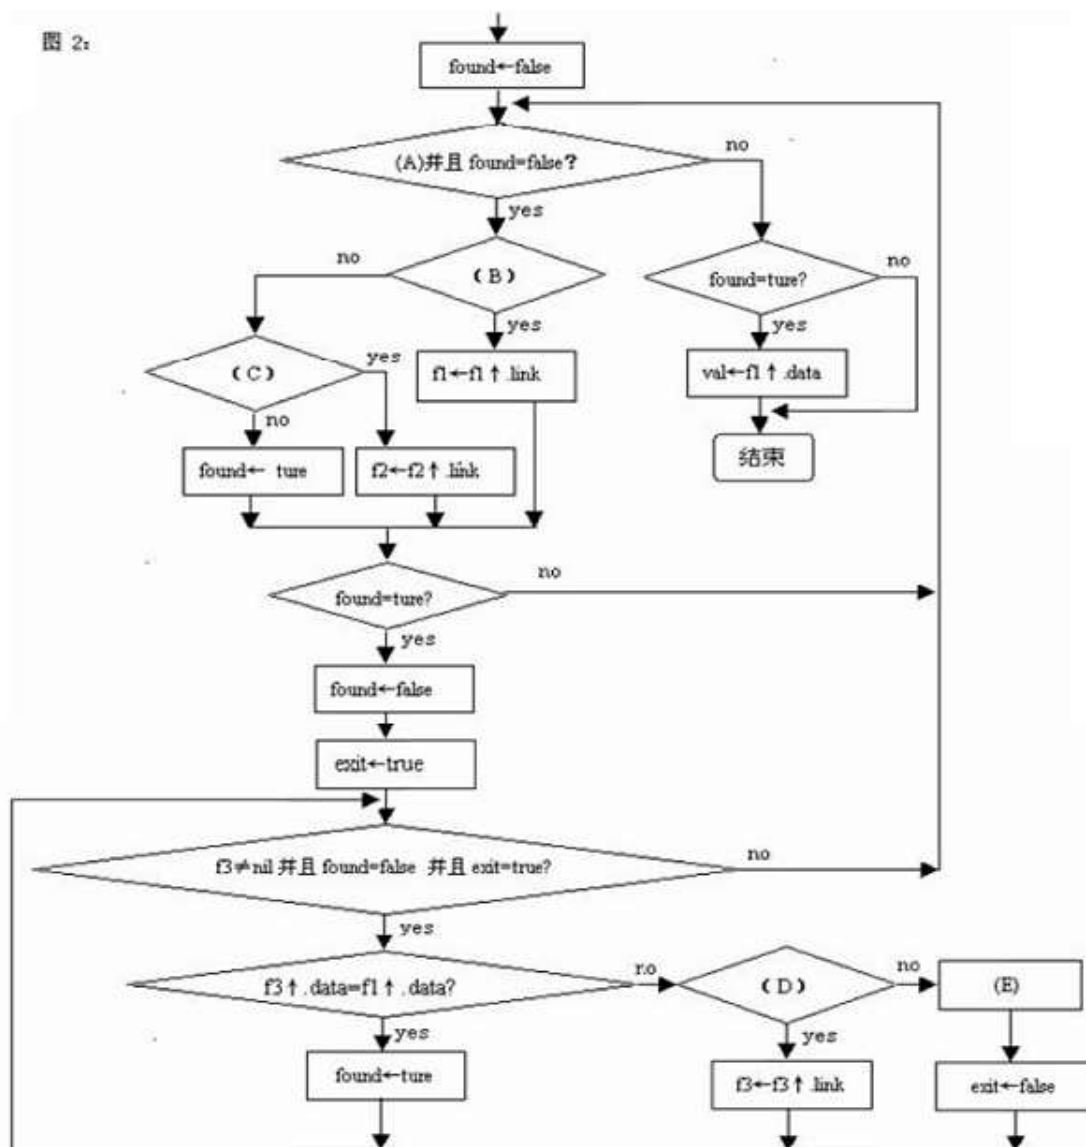 图 2:
found←false
(A)并且 found=false?
no
yes
(B)
no
yes
found=ture?
no
yes
(C)
yes
no
f1←f1↑.link
val←f1↑.data
found← ture
f2←f2↑.link
结束
found=ture?
no
yes
found←false
exit←true
f3≠nil 并且 found=false 并且 exit=true?
no
yes
f3↑.data=f1↑.data?
no
(D)
no
(E)
yes
yes
found←ture
f3←f3↑.link
exit←false